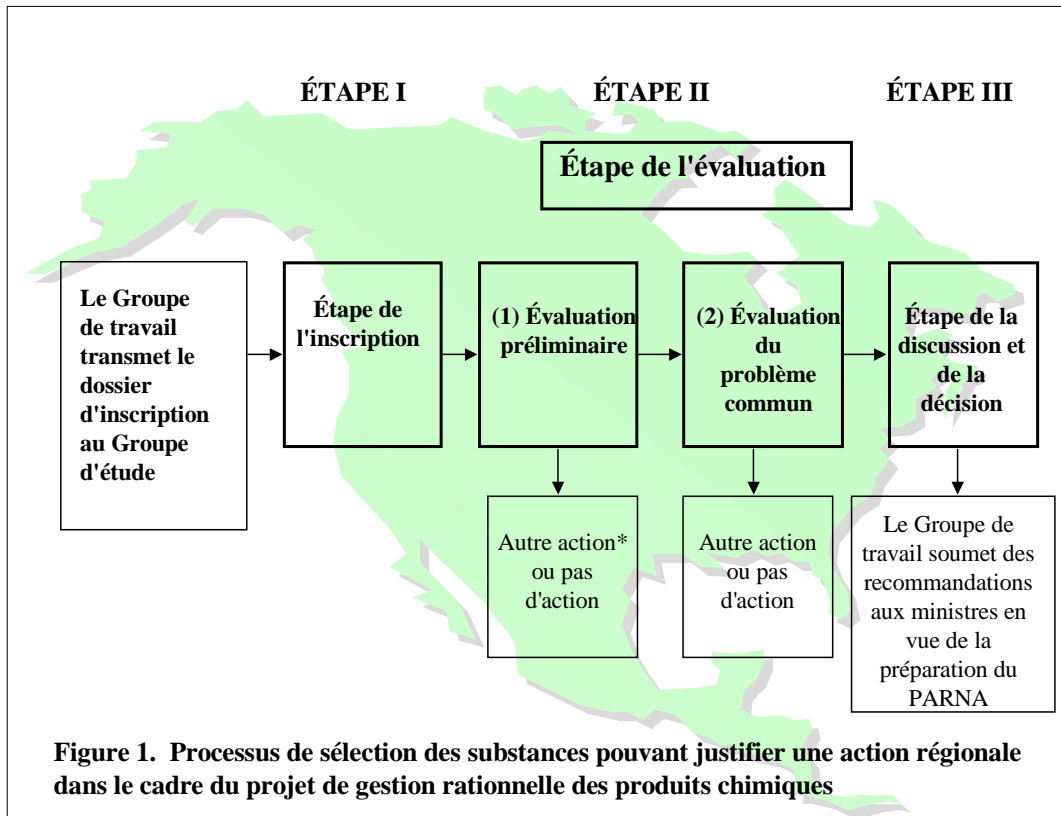 ÉTAPE I
ÉTAPE II
ÉTAPE III
Étape de l'évaluation
Le Groupe
de travail
transmet le
dossier
d'inscription
au Groupe
d'étude
Étape de
l'inscription
(1) Évaluation
préliminaire
(2) Évaluation
du
problème
commun
Étape de la
discussion et
de la
décision
Autre action*
ou pas
d'action
Autre action
ou pas
d'action
Le Groupe de
travail soumet des
recommandations
aux ministres en
vue de la
préparation du
PARNA
Figure 1. Processus de sélection des substances pouvant justifier une action régionale
dans le cadre du projet de gestion rationnelle des produits chimiques